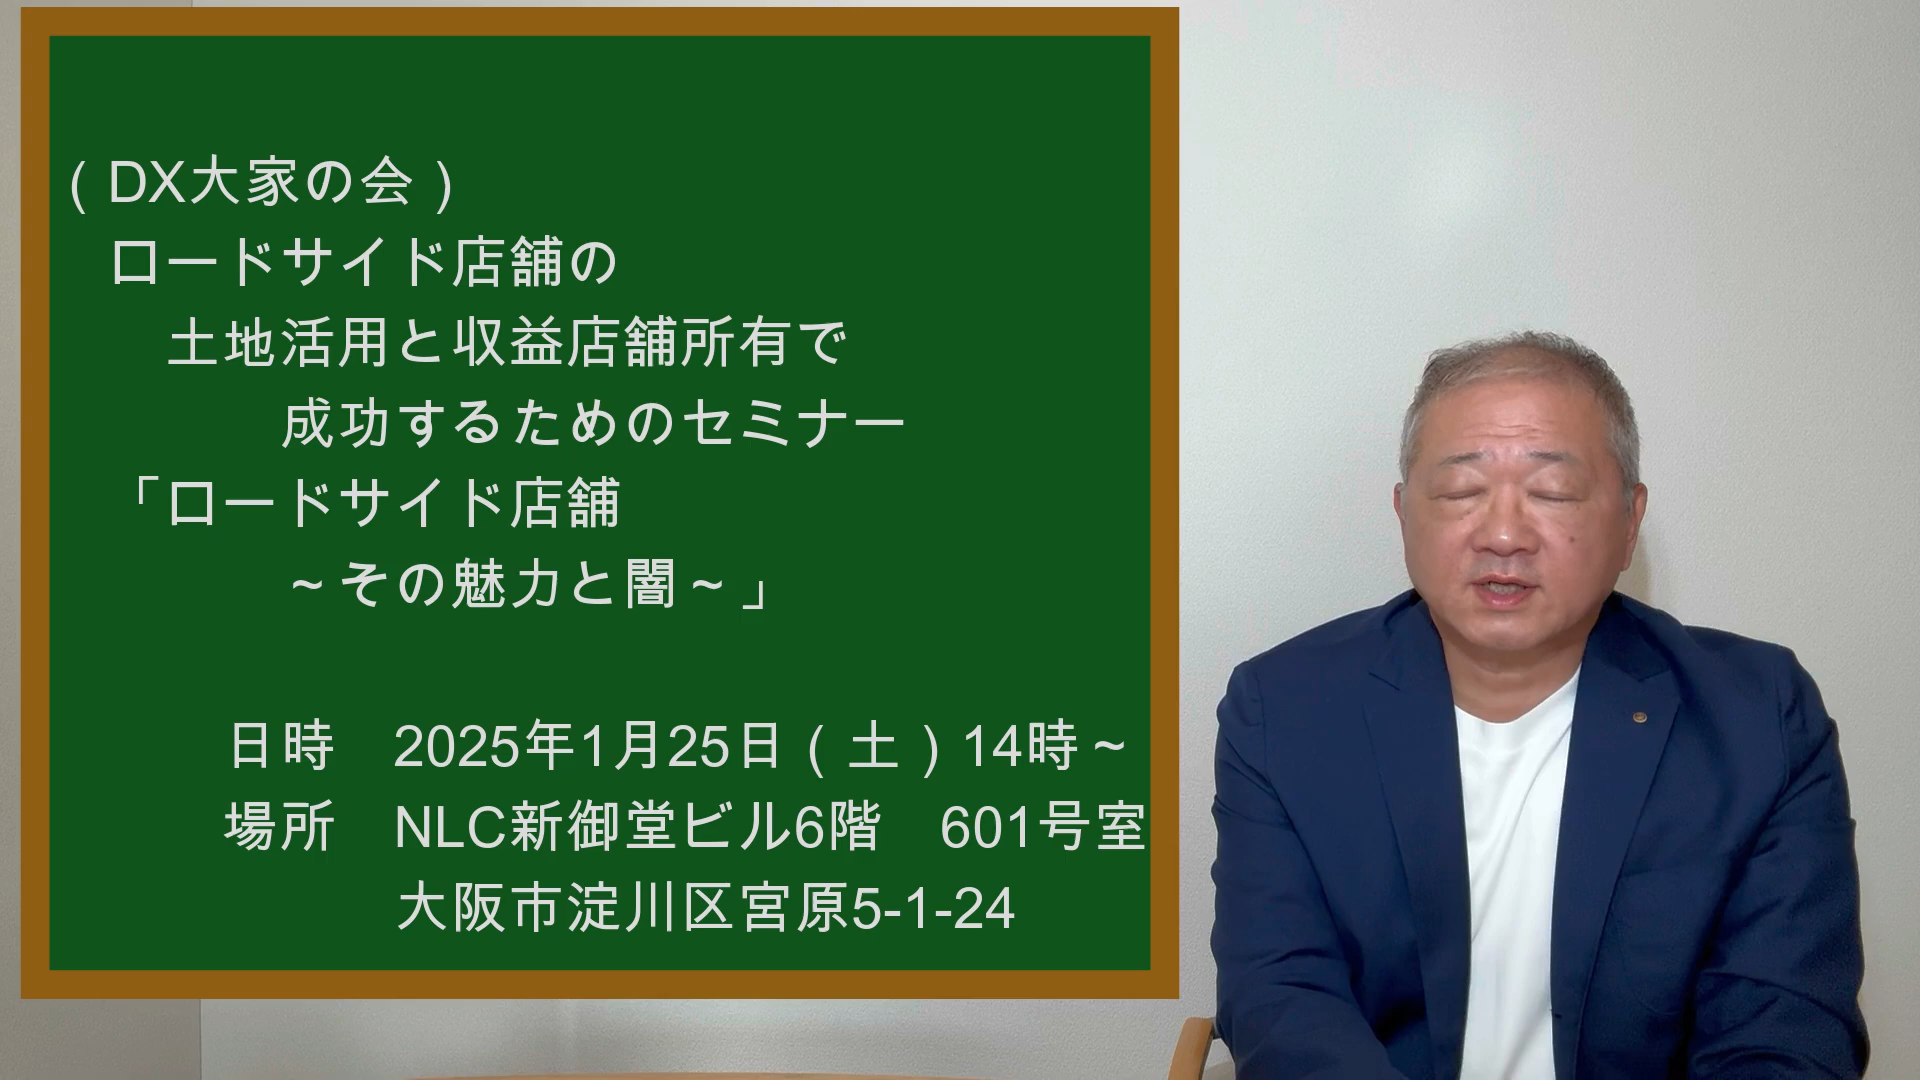 （DX大家の会）
ロードサイド店舗の
土地活用と収益店舗所有で
成功するためのセミナー
「ロードサイド店舗
～その魅力と闇～」
日時　2025年1月25日（土）14時～
場所　NLC新御堂ビル6階　601号室
大阪市淀川区宮原5-1-24